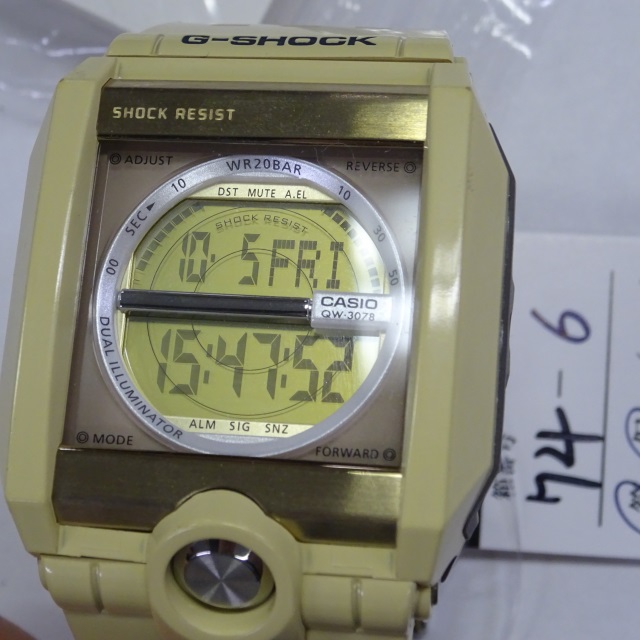 G-SHOCK
SHOCK RESIST
ADJUST
REVERSE
WR20BAR
SEC
10
10
30
50
00
DST MUTE A.EL
SHOCK RESIST
10 5 FRI
CASIO
QW-3078
15:47:52
DUAL ILLUMINATOR
ALM SIG SNZ
MODE
FORWARD
74-6